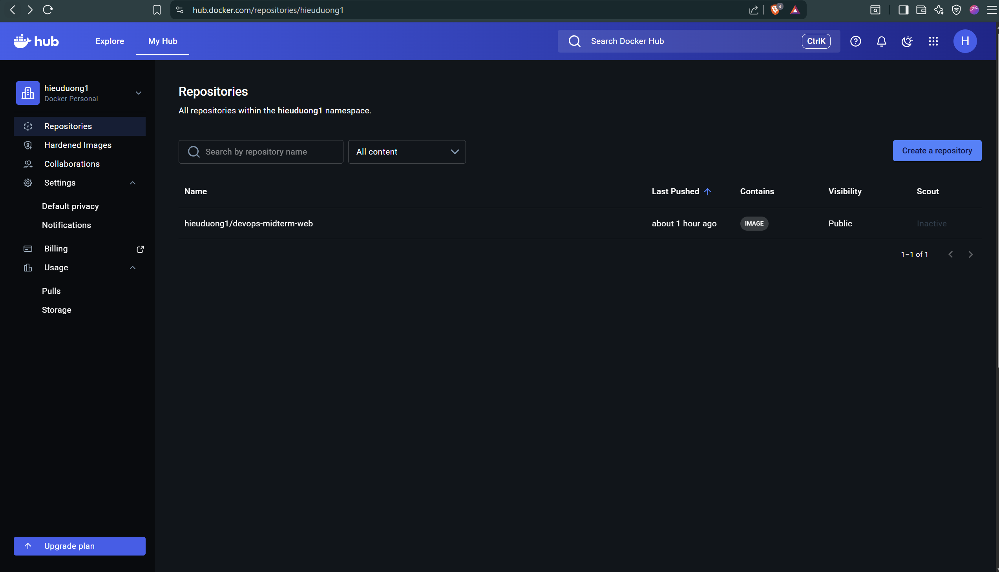 hub.docker.com/repositories/hieuduong1
4
hub
Explore
My Hub
Search Docker Hub
CtrlK
H
hieuduong1
Docker Personal
Repositories
Hardened Images
Collaborations
Settings
Default privacy
Notifications
Billing
Usage
Pulls
Storage
Upgrade plan
Repositories
All repositories within the hieuduong1 namespace.
Search by repository name
All content
Create a repository
Name Last Pushed Contains Visibility Scout
hieuduong1/devops-midterm-web about 1 hour ago IMAGE Public Inactive
1–1 of 1